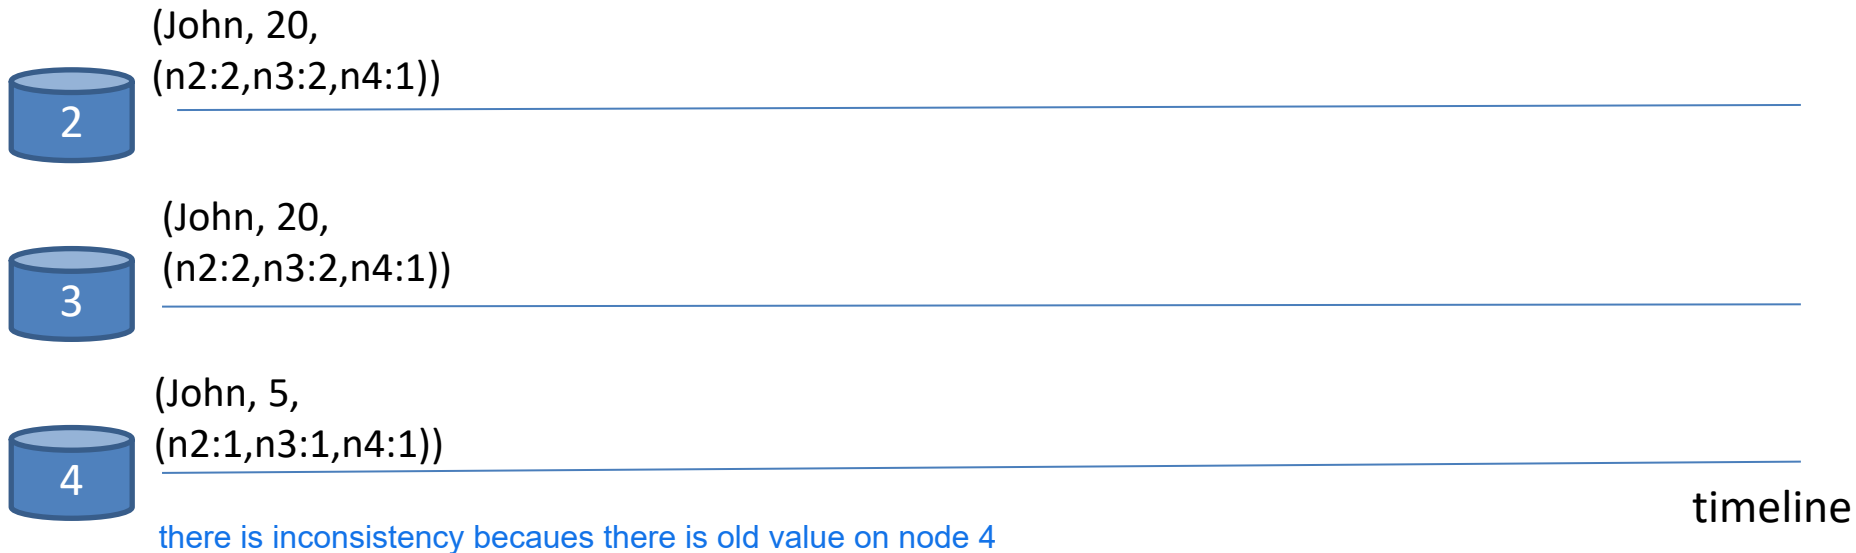 (John, 20,
(n2:2,n3:2,n4:1))
2
(John, 20,
(n2:2,n3:2,n4:1))
3
(John, 5,
(n2:1,n3:1,n4:1))
4
timeline
there is inconsistency becaues there is old value on node 4